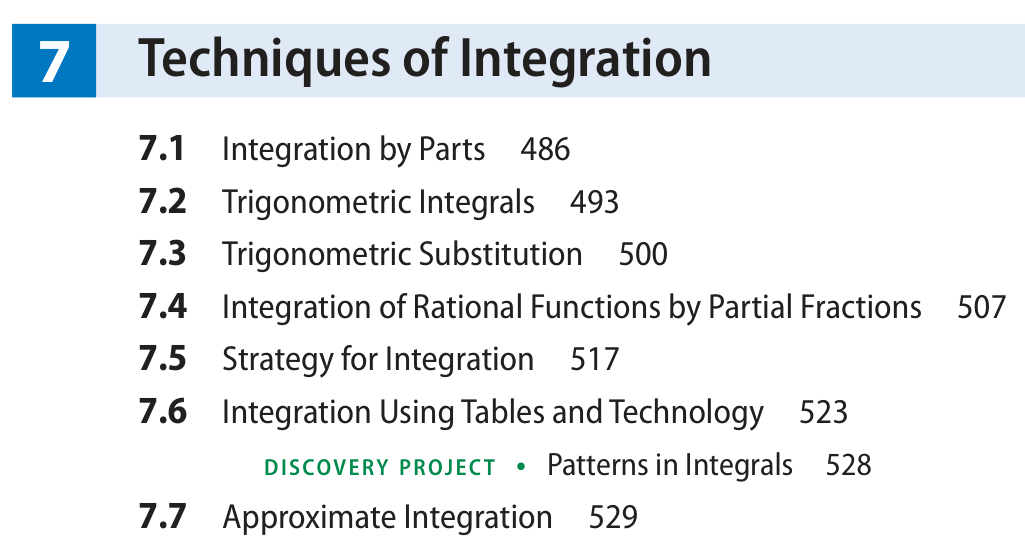 7 Techniques of Integration
7.1 Integration by Parts 486
7.2 Trigonometric Integrals 493
7.3 Trigonometric Substitution 500
7.4 Integration of Rational Functions by Partial Fractions 507
7.5 Strategy for Integration 517
7.6 Integration Using Tables and Technology 523
DISCOVERY PROJECT • Patterns in Integrals 528
7.7 Approximate Integration 529